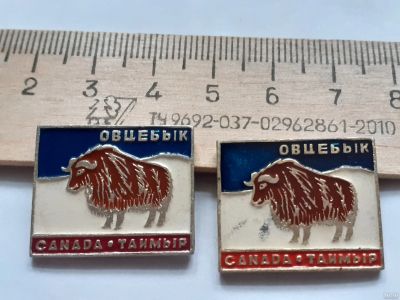 2 3 4 5 6 7 8
ТУ 9692-037-02962861-2010
ОВЦЕБЫК
CANADA • ТАЙМЫР
ОВЦЕБЫК
CANADA • ТАЙМЫР